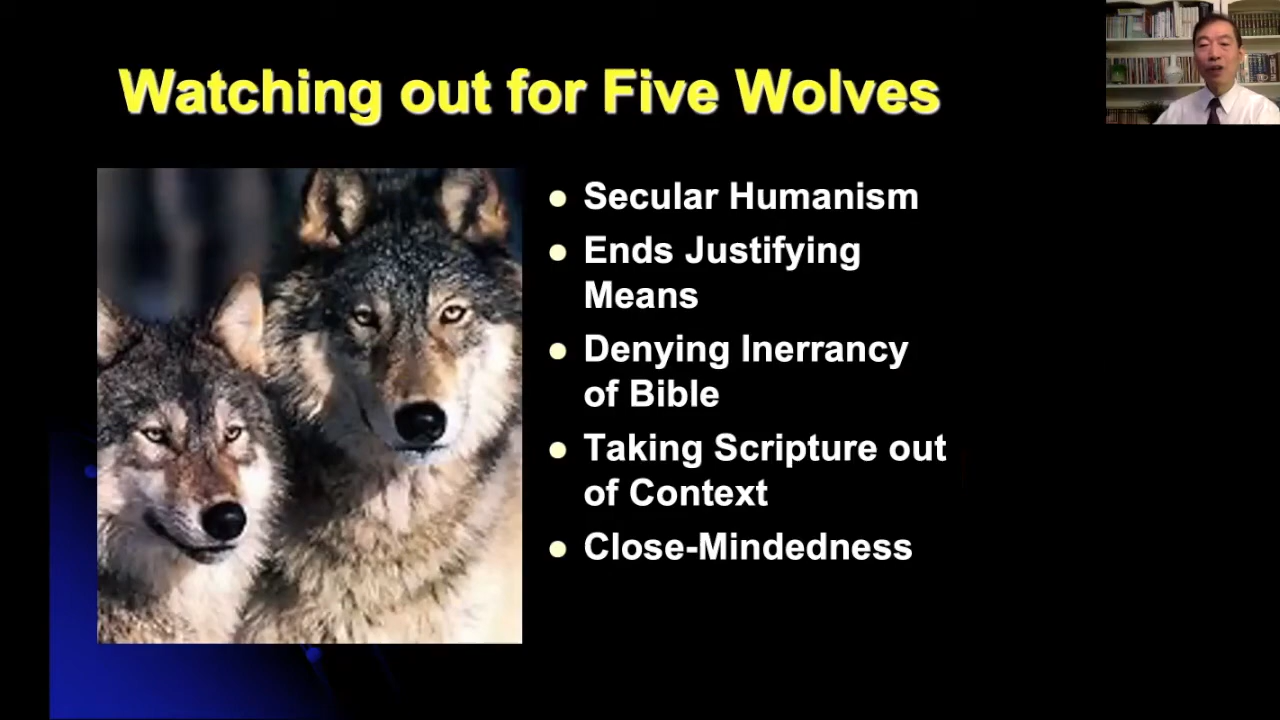 Watching out for Five Wolves
Secular Humanism
Ends Justifying
Means
Denying Inerrancy
of Bible
Taking Scripture out
of Context
Close-Mindedness